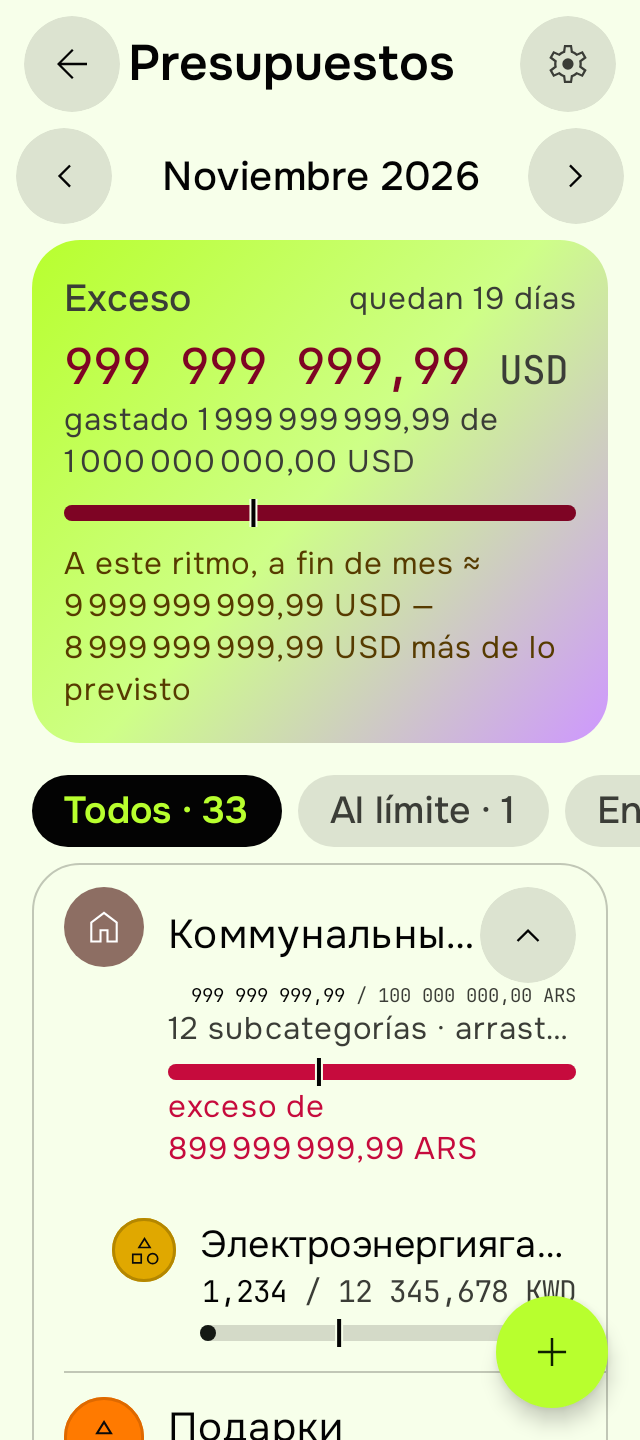 Presupuestos
Noviembre 2026
Exceso
quedan 19 días
999 999 999,99 USD
gastado 1 999 999 999,99 de
1 000 000 000,00 USD
A este ritmo, a fin de mes ≈
9 999 999 999,99 USD —
8 999 999 999,99 USD más de lo
previsto
Todos · 33
Al límite · 1
En
Коммунальны...
999 999 999,99 / 100 000 000,00 ARS
12 subcategorías · arrast...
exceso de
899 999 999,99 ARS
Электроэнергияга...
1,234 / 12 345,678 KWD
Подарки